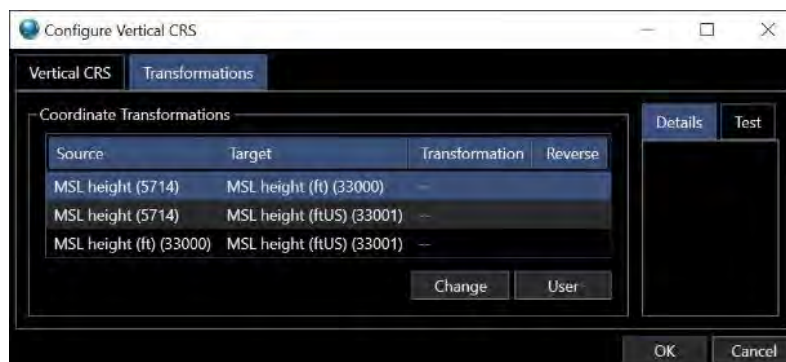 Configure Vertical CRS
Vertical CRS Transformations
Coordinate Transformations
Details Test
Source Target Transformation Reverse
MSL height (5714) MSL height (ft) (33000) --
MSL height (5714) MSL height (ftUS) (33001) --
MSL height (ft) (33000) MSL height (ftUS) (33001) --
Change User
OK Cancel